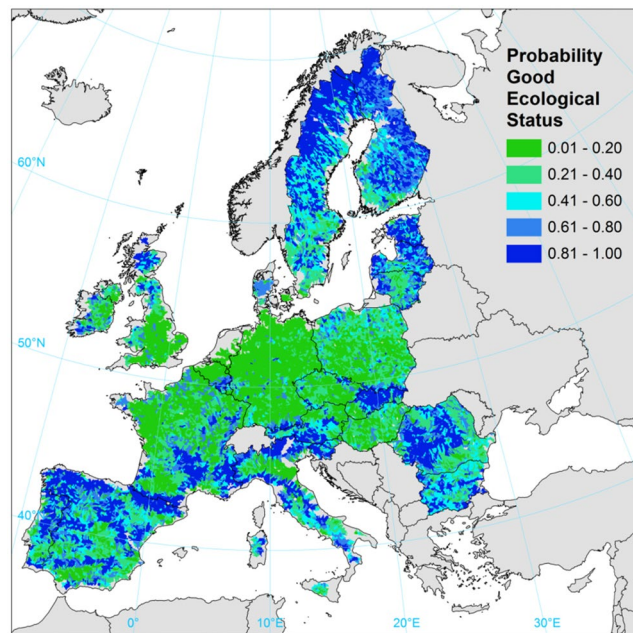 Probability
Good
Ecological
Status
0.01 - 0.20
0.21 - 0.40
0.41 - 0.60
0.61 - 0.80
0.81 - 1.00
60°N
50°N
40°N
0°
10°E
20°E
30°E